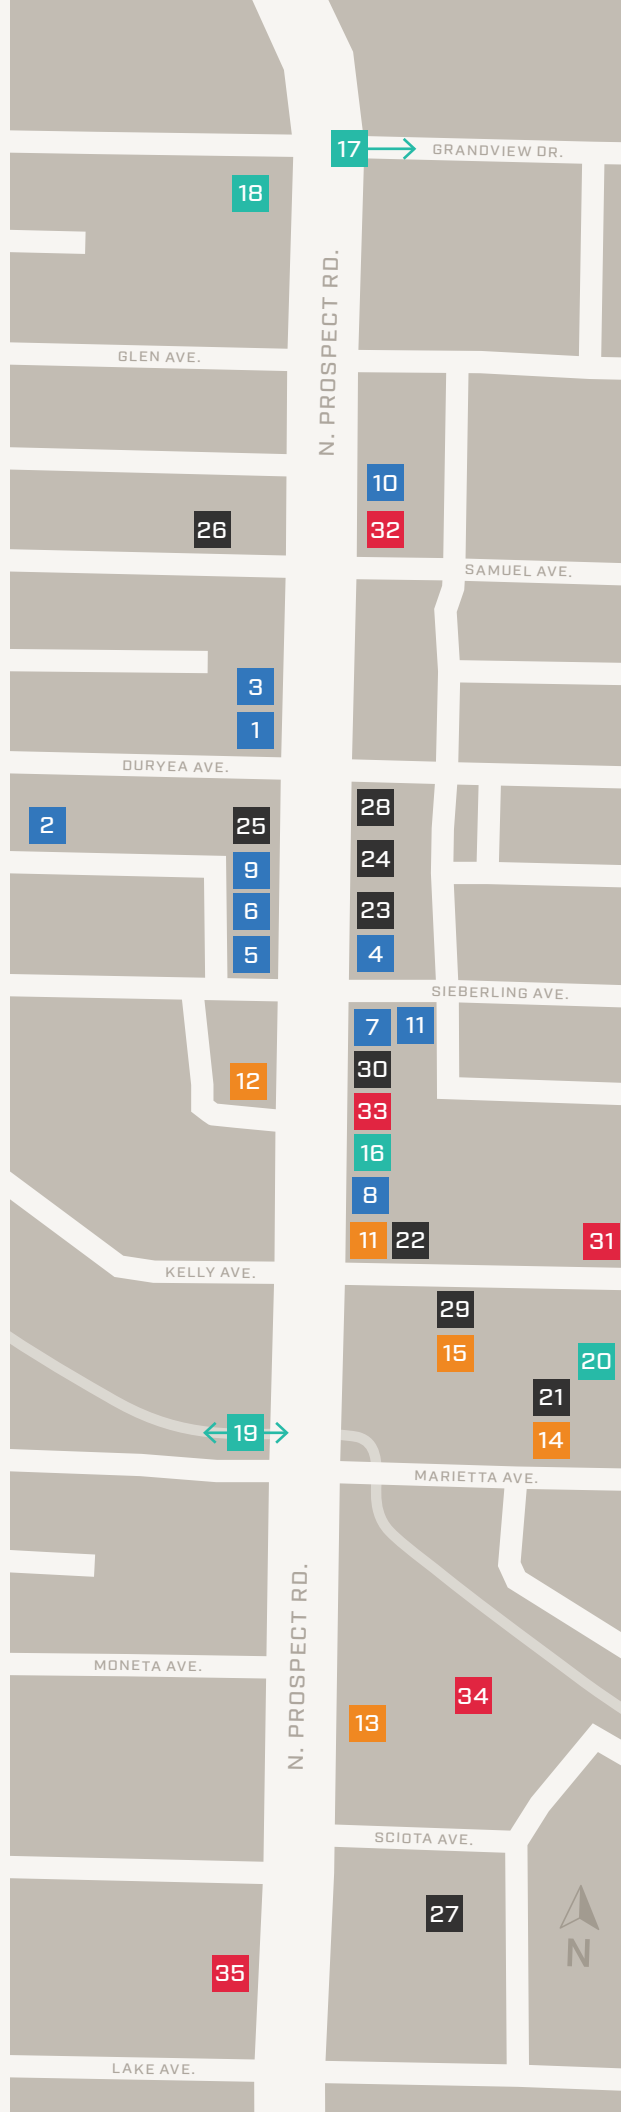 17
GRANDVIEW DR.
18
N. PROSPECT RD.
GLEN AVE.
10
26
32
SAMUEL AVE.
3
1
DURYEA AVE.
28
2
25
24
9
6
23
5
4
SIEBERLING AVE.
7
11
30
12
33
16
8
11
22
31
KELLY AVE.
29
15
20
21
19
14
MARIETTA AVE.
N. PROSPECT RD.
MONETA AVE.
34
13
SCIOTA AVE.
27
N
35
LAKE AVE.